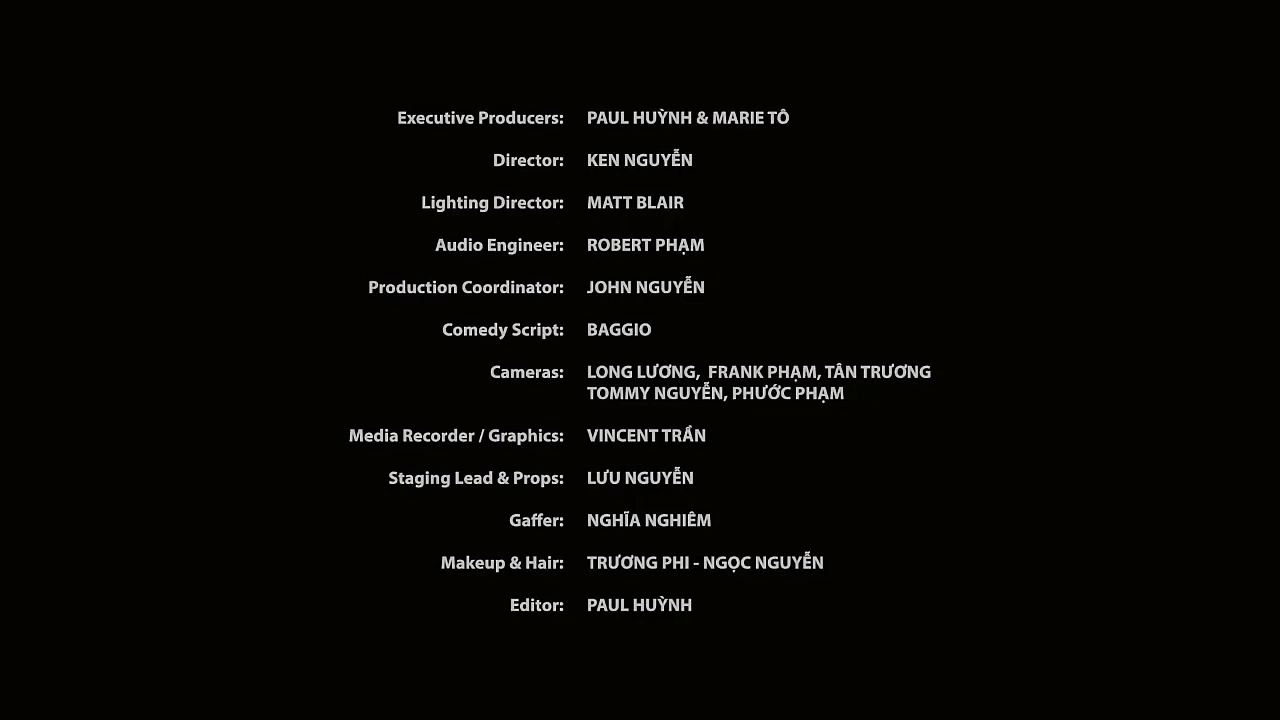 Executive Producers: PAUL HUỲNH & MARIE TÔ
Director: KEN NGUYỄN
Lighting Director: MATT BLAIR
Audio Engineer: ROBERT PHẠM
Production Coordinator: JOHN NGUYỄN
Comedy Script: BAGGIO
Cameras: LONG LƯƠNG, FRANK PHẠM, TÂN TRƯƠNG
TOMMY NGUYỄN, PHƯỚC PHẠM
Media Recorder / Graphics: VINCENT TRẦN
Staging Lead & Props: LƯU NGUYỄN
Gaffer: NGHĨA NGHIÊM
Makeup & Hair: TRƯƠNG PHI - NGỌC NGUYỄN
Editor: PAUL HUỲNH